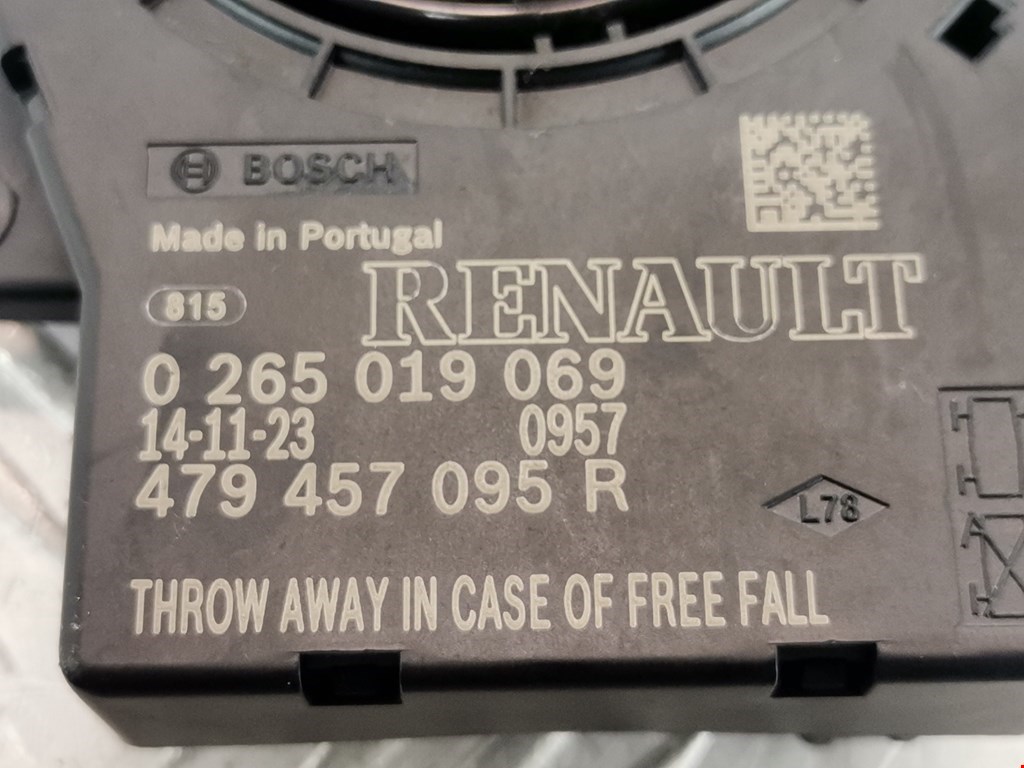 BOSCH
Made in Portugal
815
RENAULT
0 265 019 069
14-11-23 0957
479 457 095 R
L78
THROW AWAY IN CASE OF FREE FALL